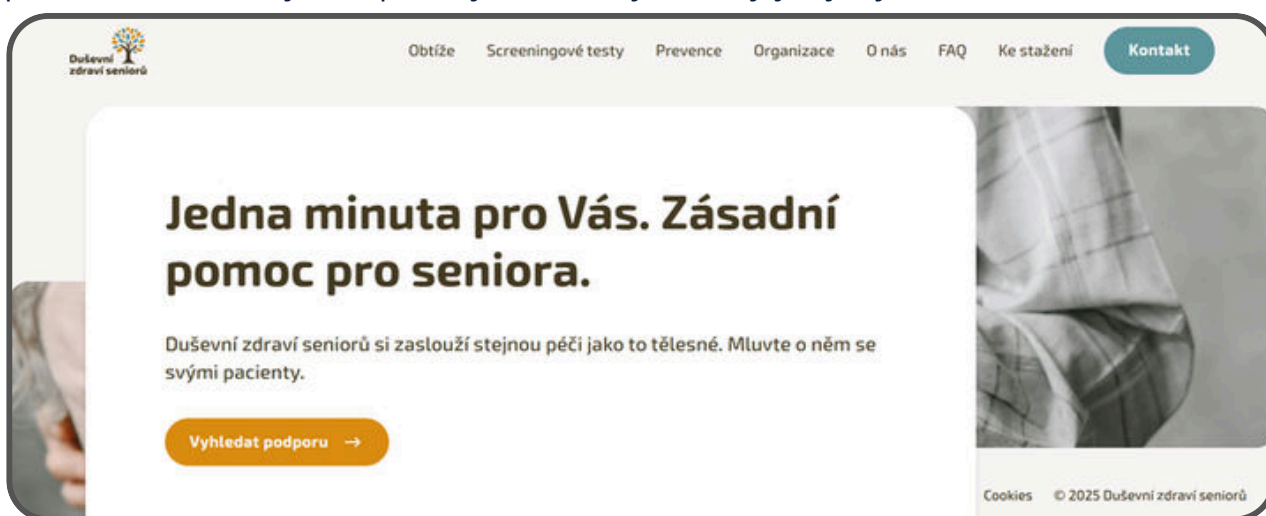 Duševní
zdraví seniorů
Obtíže Screeningové testy Prevence Organizace O nás FAQ Ke stažení Kontakt
Jedna minuta pro Vás. Zásadní
pomoc pro seniora.
Duševní zdraví seniorů si zaslouží stejnou péči jako to tělesné. Mluvte o něm se
svými pacienty.
Vyhledat podporu →
Cookies © 2025 Duševní zdraví seniorů